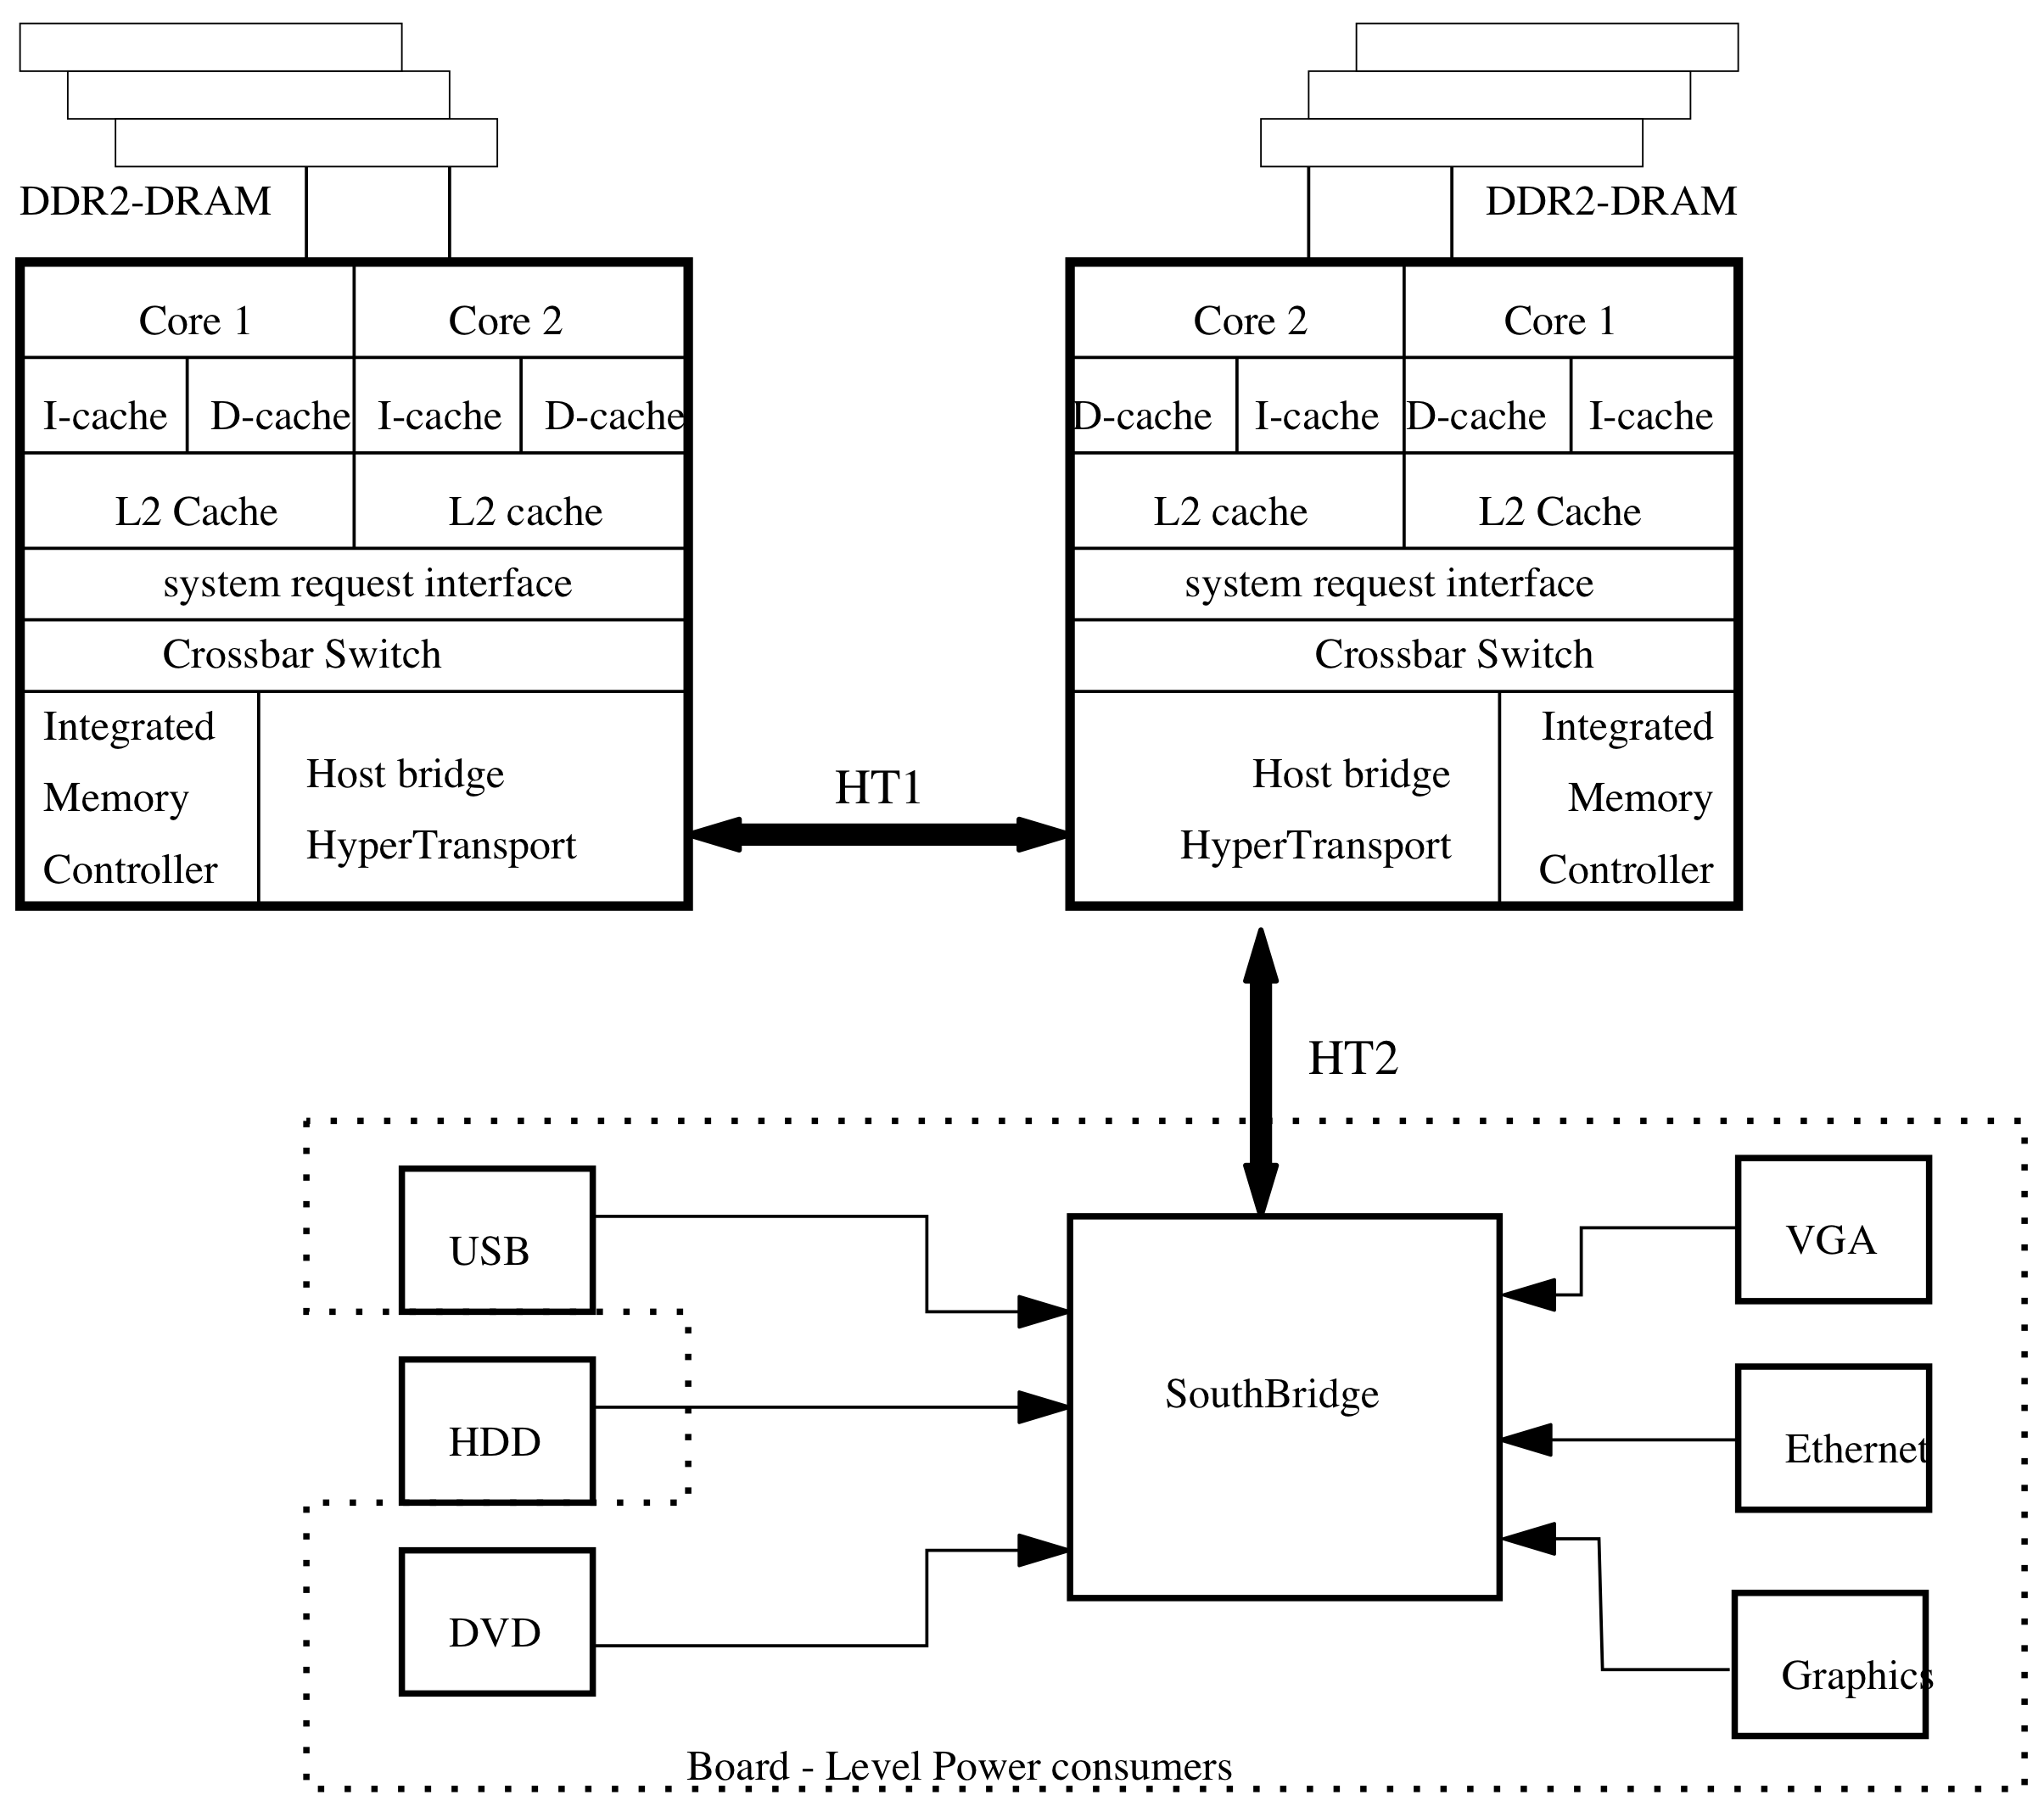 DDR2-DRAM
DDR2-DRAM
Core 1
Core 2
I-cache
D-cache
I-cache
D-cache
L2 Cache
L2 cache
system request interface
Crossbar Switch
Integrated
Memory
Controller
Host bridge
HyperTransport
HT1
Core 2
Core 1
D-cache
I-cache
D-cache
I-cache
L2 cache
L2 Cache
system request interface
Crossbar Switch
Host bridge
HyperTransport
Integrated
Memory
Controller
HT2
USB
HDD
DVD
SouthBridge
VGA
Ethernet
Graphics
Board - Level Power consumers